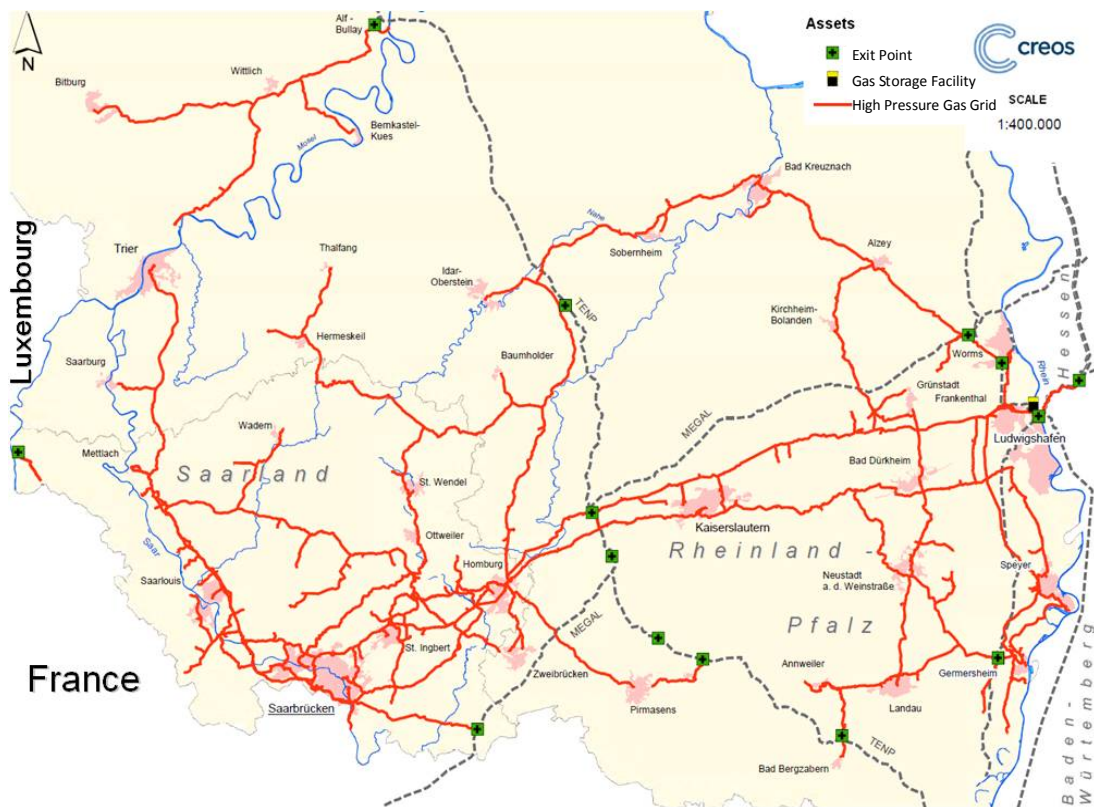 Alf -
Bullay
Assets
Exit Point
creos
Gas Storage Facility
SCALE
High Pressure Gas Grid
1:400.000
N
Bitburg
Wittlich
Bernkastel-
Kues
Mosel
Bad Kreuznach
Luxembourg
Trier
Thalfang
Nahe
Sobernheim
Alzey
Idar-
Oberstein
TENP
Hessen
Kirchheim-
Bolanden
Hermeskeil
Saarburg
Baumholder
Worms
Rhein
Grünstadt
Frankenthal
MEGAL
Wadern
Mettlach
Saarland
Ludwigshafen
Bad Dürkheim
St. Wendel
Kaiserslautern
Ottweiler
Saar
Rheinland -
Homburg
Speyer
Saarlouis
Neustadt
a. d. Weinstraße
MEGAL
Pfalz
St. Ingbert
France
Zweibrücken
Annweiler
Germersheim
Saarbrücken
Pirmasens
Landau
TENP
Bad Bergzabern
Baden-
Würtemberg